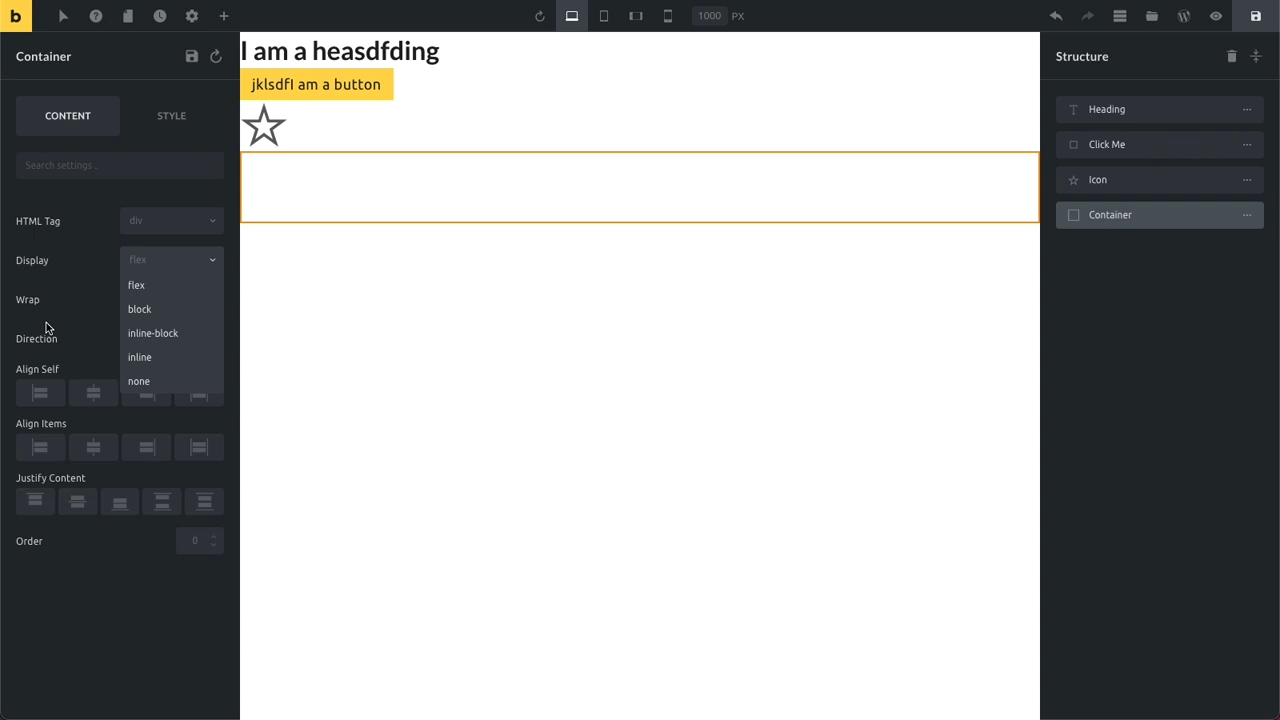 b
1000 PX
Container
CONTENT STYLE
Search settings ..
HTML Tag div
Display flex
flex
block
inline-block
inline
none
Wrap
Direction
Align Self
Align Items
Justify Content
Order 0
I am a heasdfding
jklsdfI am a button
Structure
Heading
Click Me
Icon
Container